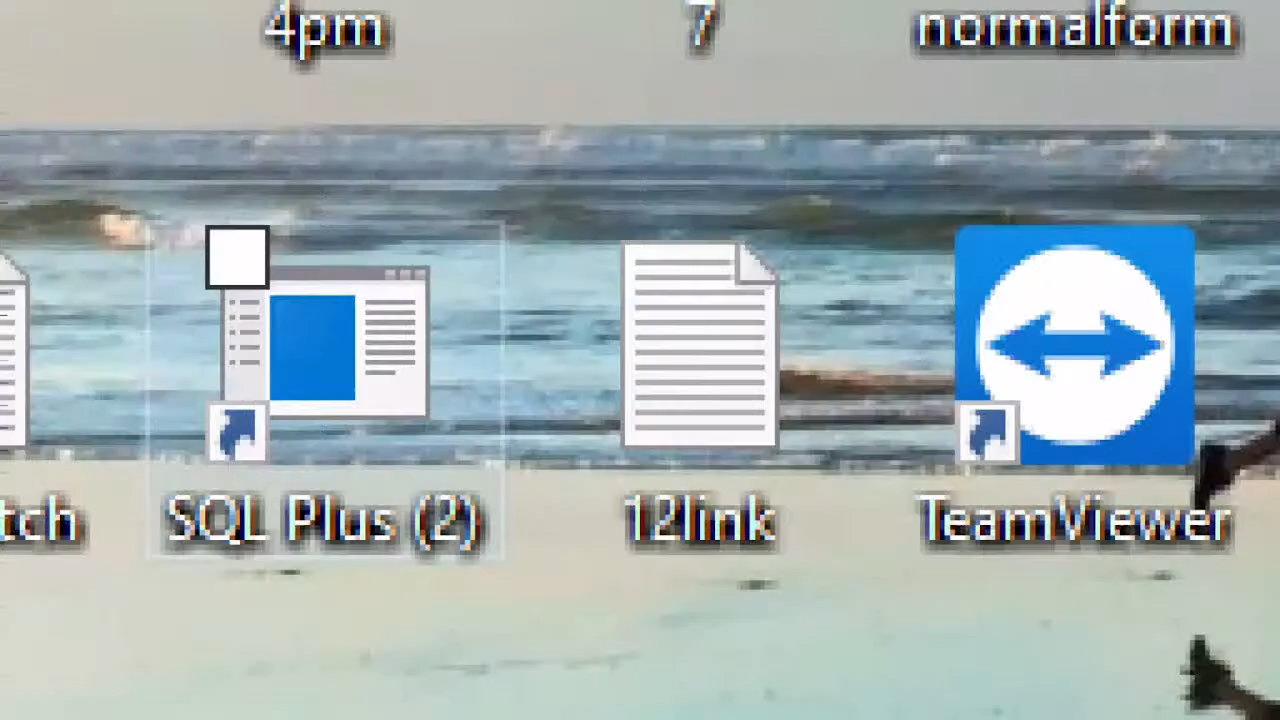 4pm
7
normalform
tch
SQL Plus (2)
12link
TeamViewer